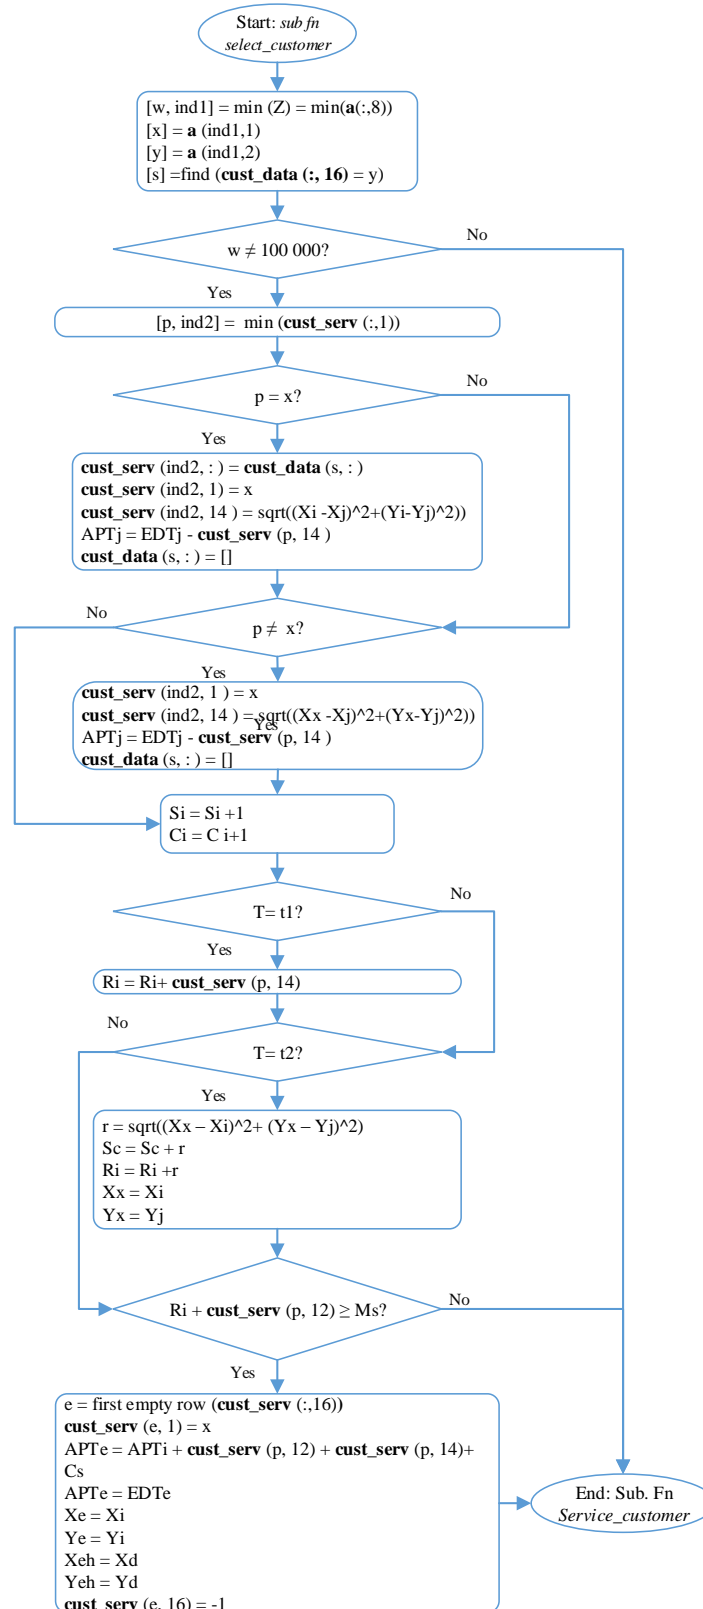 Start: sub fn
select_customer
[w, ind1] = min (Z) = min(a(:,8))
[x] = a (ind1,1)
[y] = a (ind1,2)
[s] =find (cust_data (:, 16) = y)
w ≠ 100 000?
No
Yes
[p, ind2] =  min (cust_serv (:,1))
p = x?
No
Yes
cust_serv (ind2, : ) = cust_data (s, : )
cust_serv (ind2, 1) = x
cust_serv (ind2, 14 ) = sqrt((Xi -Xj)^2+(Yi-Yj)^2))
APTj = EDTj - cust_serv (p, 14 )
cust_data (s, : ) = []
No
p ≠  x?
Yes
cust_serv (ind2, 1 ) = x
cust_serv (ind2, 14 ) = sqrt((Xx -Xj)^2+(Yx-Yj)^2))
Yes
APTj = EDTj - cust_serv (p, 14 )
cust_data (s, : ) = []
Si = Si +1
Ci = C i+1
T= t1?
No
Yes
Ri = Ri+ cust_serv (p, 14)
No
T= t2?
Yes
r = sqrt((Xx – Xi)^2+ (Yx – Yj)^2)
Sc = Sc + r
Ri = Ri +r
Xx = Xi
Yx = Yj
Ri + cust_serv (p, 12) ≥ Ms?
No
Yes
e = first empty row (cust_serv (:,16))
cust_serv (e, 1) = x
APTe = APTi + cust_serv (p, 12) + cust_serv (p, 14)+
Cs
APTe = EDTe
Xe = Xi
Ye = Yi
Xeh = Xd
Yeh = Yd
cust_serv (e, 16) = -1
End: Sub. Fn
Service_customer